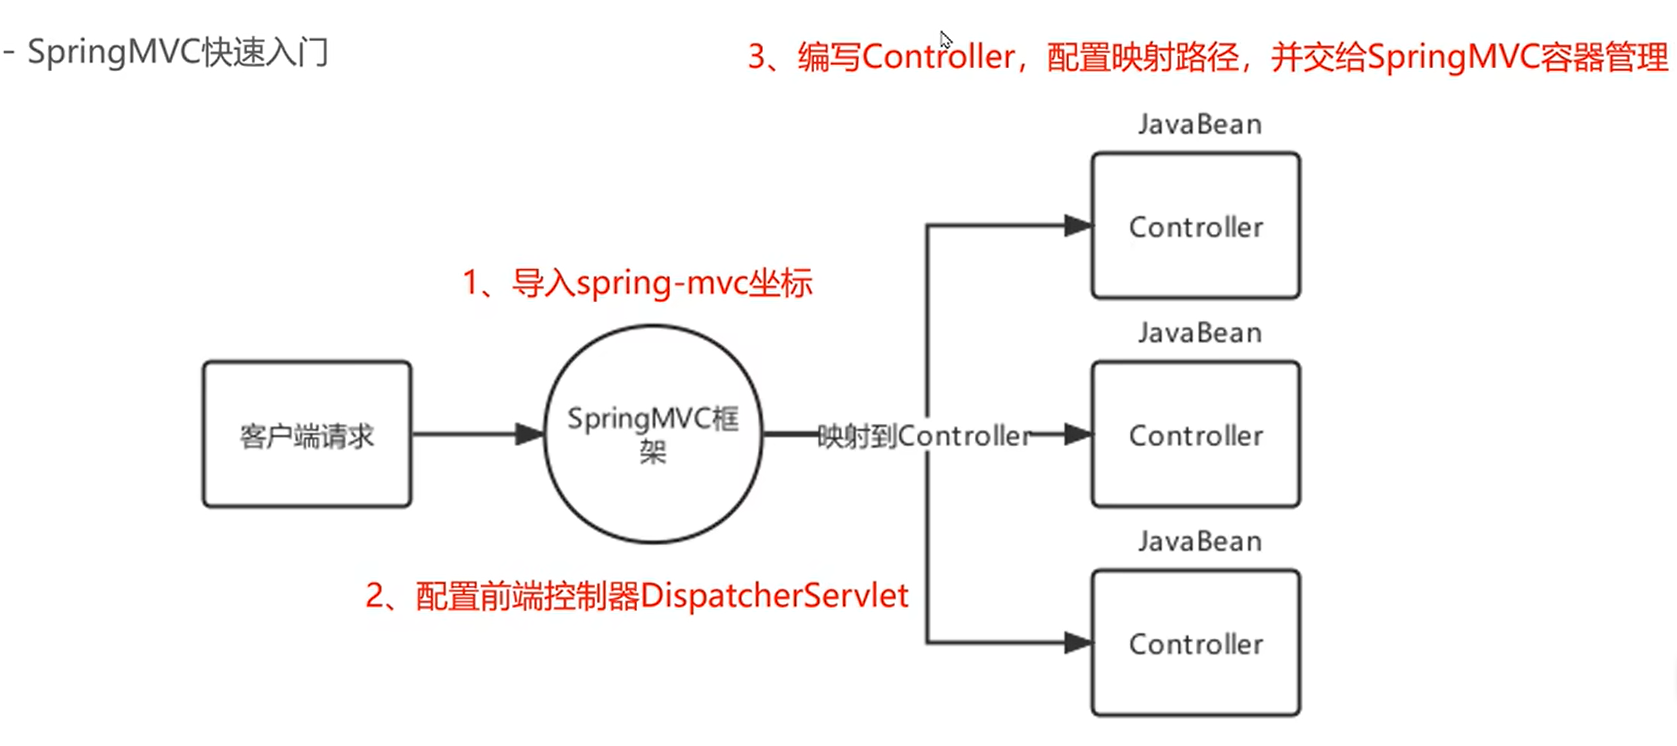 - SpringMVC快速入门
3、编写Controller，配置映射路径，并交给SpringMVC容器管理
JavaBean
Controller
1、导入spring-mvc坐标
JavaBean
客户端请求
SpringMVC框
架
映射到Controller
Controller
JavaBean
2、配置前端控制器DispatcherServlet
Controller